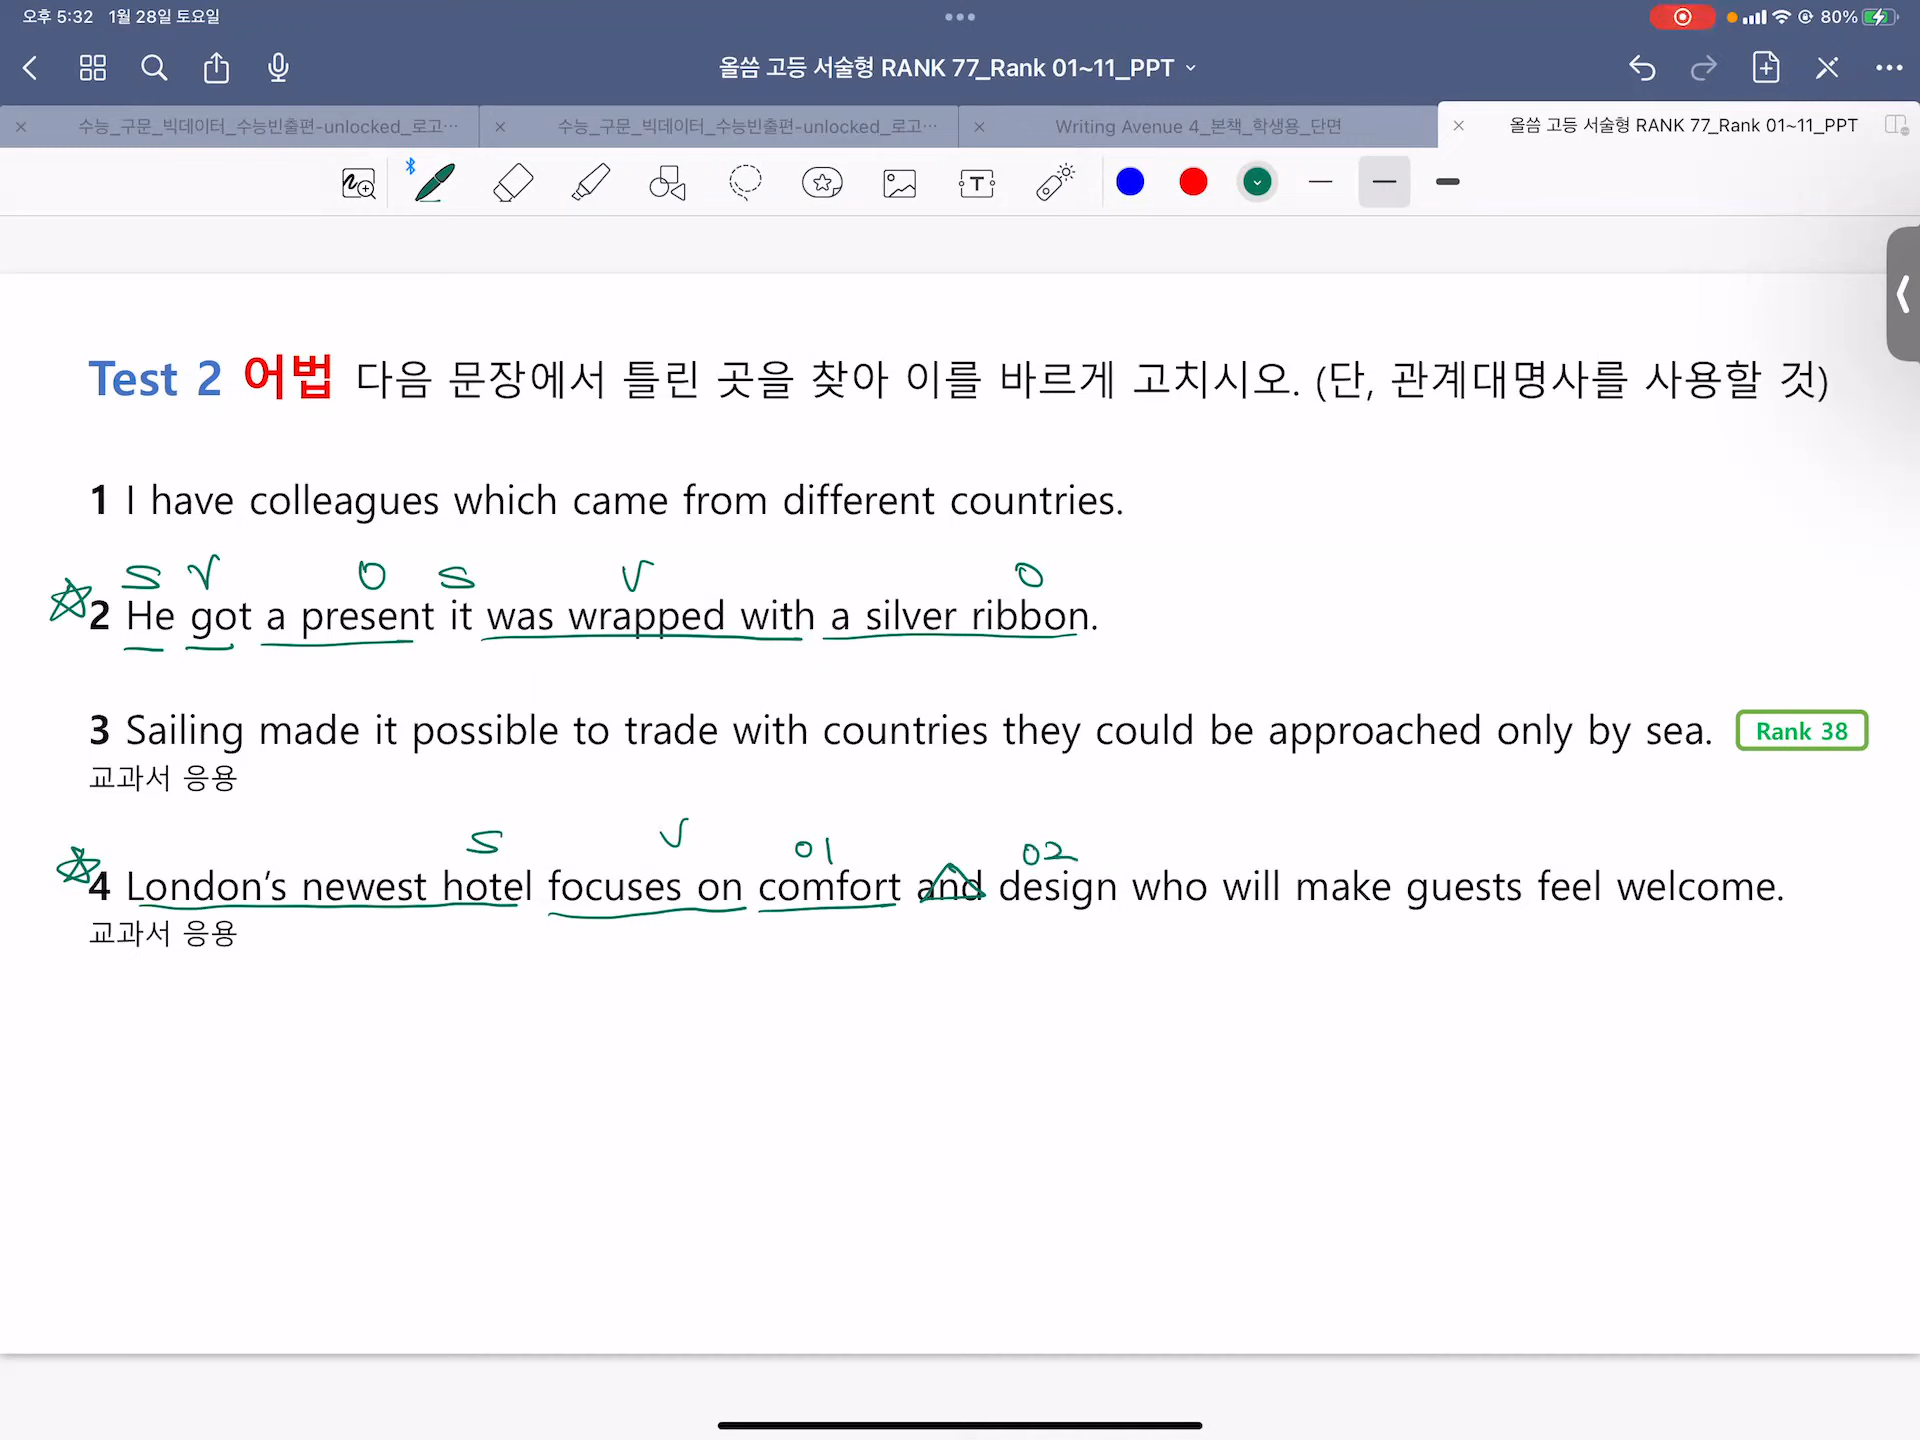 오후 5:32 1월 28일 토요일
80%
올씀 고등 서술형 RANK 77_Rank 01~11_PPT
수능_구문_빅데이터_수능빈출편-unlocked_로고…
수능_구문_빅데이터_수능빈출편-unlocked_로고…
Writing Avenue 4_본책_학생용_단면
올씀 고등 서술형 RANK 77_Rank 01~11_PPT
Test 2 어법 다음 문장에서 틀린 곳을 찾아 이를 바르게 고치시오. (단, 관계대명사를 사용할 것)
1 I have colleagues which came from different countries.
S V O S V O
2 He got a present it was wrapped with a silver ribbon.
3 Sailing made it possible to trade with countries they could be approached only by sea. Rank 38
교과서 응용
S V O1 O2
4 London's newest hotel focuses on comfort and design who will make guests feel welcome.
교과서 응용